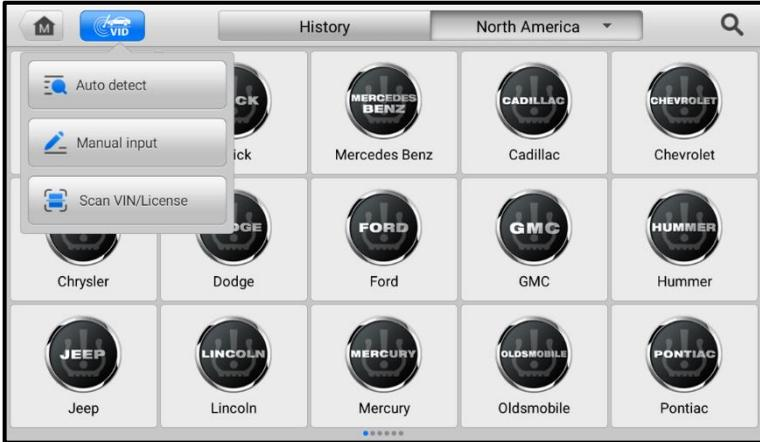 M
VID
History
North America
Auto detect
Manual input
Scan VIN/License
CK
ick
MERCEDES
BENZ
Mercedes Benz
CADILLAC
Cadillac
CHEVROLET
Chevrolet
Chrysler
DGE
Dodge
FORD
Ford
GMC
GMC
HUMMER
Hummer
JEEP
Jeep
LINCOLN
Lincoln
MERCURY
Mercury
OLDSMOBILE
Oldsmobile
PONTIAC
Pontiac